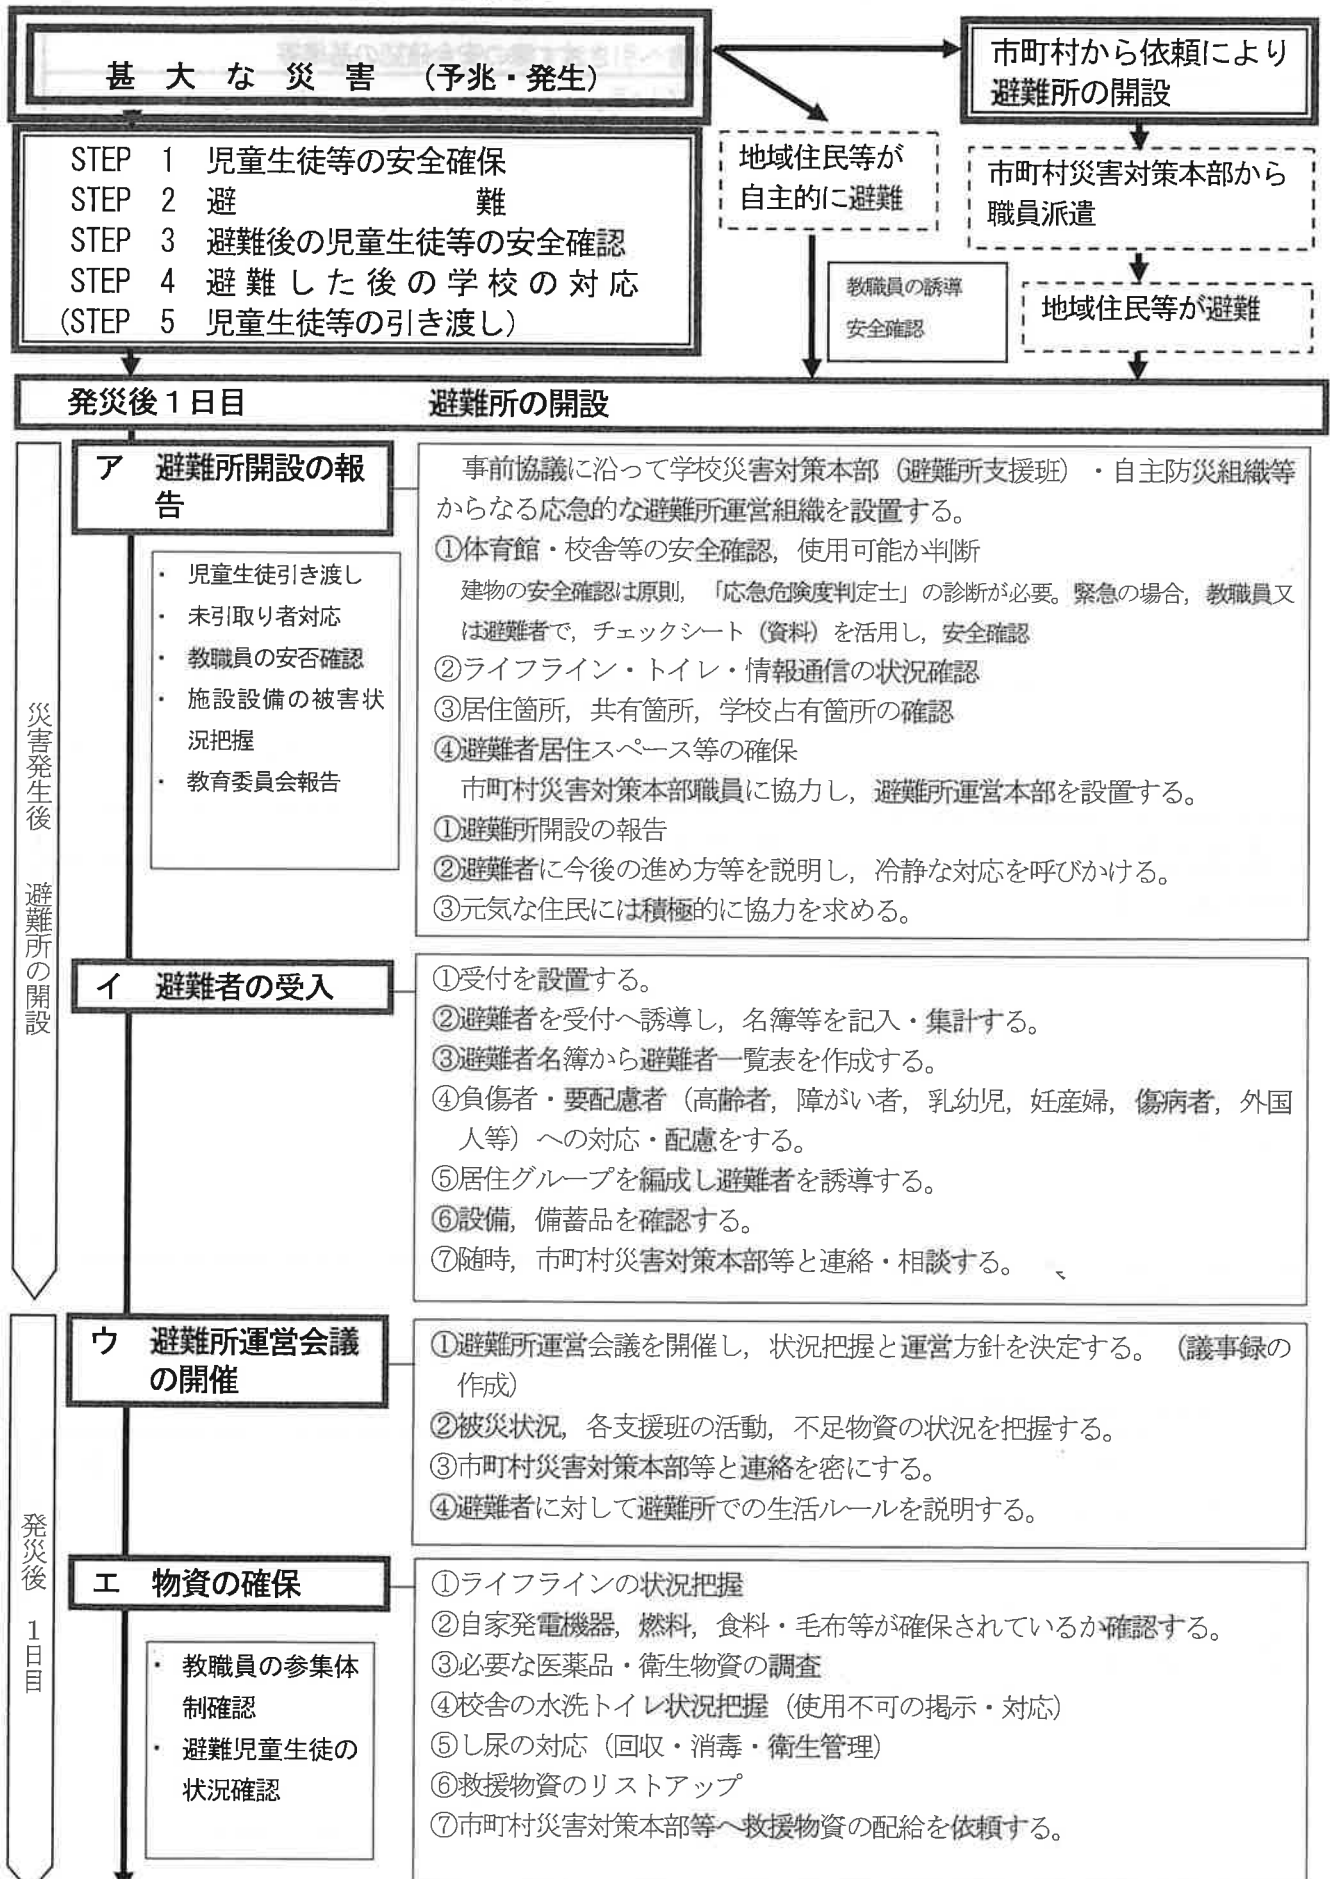 甚大な災害 (予兆・発生)
市町村から依頼により
避難所の開設
STEP 1 児童生徒等の安全確保
STEP 2 避 難
STEP 3 避難後の児童生徒等の安全確認
STEP 4 避難した後の学校の対応
(STEP 5 児童生徒等の引き渡し)
地域住民等が
自主的に避難
市町村災害対策本部から
職員派遣
教職員の誘導
安全確認
地域住民等が避難
発災後1日目 避難所の開設
災害発生後 避難所の開設
ア 避難所開設の報
告
・ 児童生徒引き渡し
・ 未引取り者対応
・ 教職員の安否確認
・ 施設設備の被害状
況把握
・ 教育委員会報告
事前協議に沿って学校災害対策本部(避難所支援班)・自主防災組織等
からなる応急的な避難所運営組織を設置する。
①体育館・校舎等の安全確認,使用可能か判断
建物の安全確認は原則,「応急危険度判定士」の診断が必要。緊急の場合,教職員又
は避難者で,チェックシート(資料)を活用し,安全確認
②ライフライン・トイレ・情報通信の状況確認
③居住箇所,共有箇所,学校占有箇所の確認
④避難者居住スペース等の確保
市町村災害対策本部職員に協力し,避難所運営本部を設置する。
①避難所開設の報告
②避難者に今後の進め方等を説明し,冷静な対応を呼びかける。
③元気な住民には積極的に協力を求める。
イ 避難者の受入
①受付を設置する。
②避難者を受付へ誘導し,名簿等を記入・集計する。
③避難者名簿から避難者一覧表を作成する。
④負傷者・要配慮者(高齢者,障がい者,乳幼児,妊産婦,傷病者,外国
人等)への対応・配慮をする。
⑤居住グループを編成し避難者を誘導する。
⑥設備,備蓄品を確認する。
⑦随時,市町村災害対策本部等と連絡・相談する。
発災後 1日目
ウ 避難所運営会議
の開催
①避難所運営会議を開催し,状況把握と運営方針を決定する。(議事録の
作成)
②被災状況,各支援班の活動,不足物資の状況を把握する。
③市町村災害対策本部等と連絡を密にする。
④避難者に対して避難所での生活ルールを説明する。
エ 物資の確保
・ 教職員の参集体
制確認
・ 避難児童生徒の
状況確認
①ライフラインの状況把握
②自家発電機器,燃料,食料・毛布等が確保されているか確認する。
③必要な医薬品・衛生物資の調査
④校舎の水洗トイレ状況把握(使用不可の掲示・対応)
⑤し尿の対応(回収・消毒・衛生管理)
⑥救援物資のリストアップ
⑦市町村災害対策本部等へ救援物資の配給を依頼する。